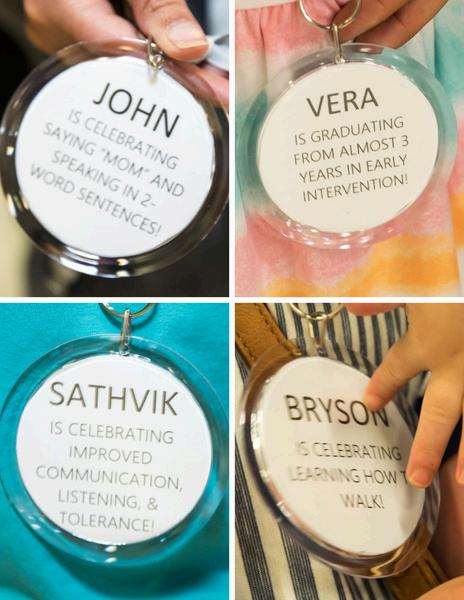 JOHN
IS CELEBRATING
SAYING "MOM" AND
SPEAKING IN 2-
WORD SENTENCES!
VERA
IS GRADUATING
FROM ALMOST 3
YEARS IN EARLY
INTERVENTION!
SATHVIK
IS CELEBRATING
IMPROVED
COMMUNICATION,
LISTENING, &
TOLERANCE!
BRYSON
IS CELEBRATING
LEARNING HOW T
WALK!